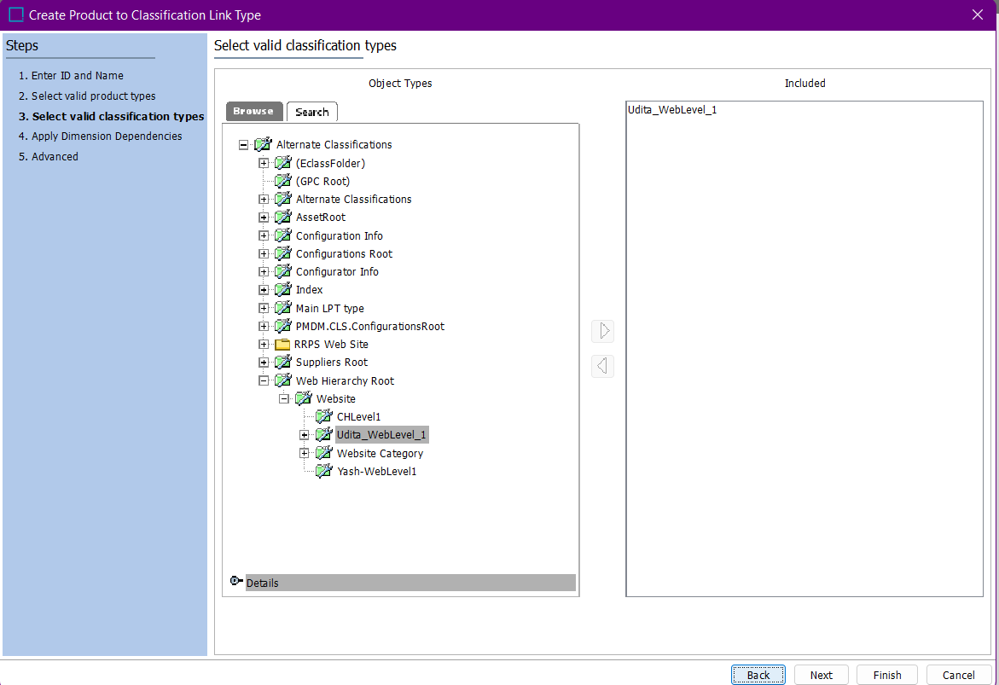 Create Product to Classification Link Type
Steps
1. Enter ID and Name
2. Select valid product types
3. Select valid classification types
4. Apply Dimension Dependencies
5. Advanced
Select valid classification types
Object Types
Included
Browse
Search
Alternate Classifications
(EclassFolder)
(GPC Root)
Alternate Classifications
AssetRoot
Configuration Info
Configurations Root
Configurator Info
Index
Main LPT type
PMDM.CLS.ConfigurationsRoot
RRPS Web Site
Suppliers Root
Web Hierarchy Root
Website
CHLevel1
Udita_WebLevel_1
Website Category
Yash-WebLevel1
Details
Udita_WebLevel_1
Back
Next
Finish
Cancel